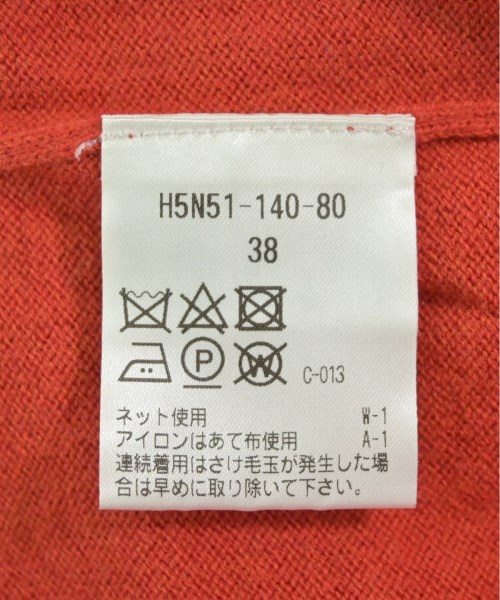 H5N51-140-80
38
P
W
C-013
ネット使用 W-1
アイロンはあて布使用 A-1
連続着用はさけ毛玉が発生した場
合は早めに取り除いて下さい。